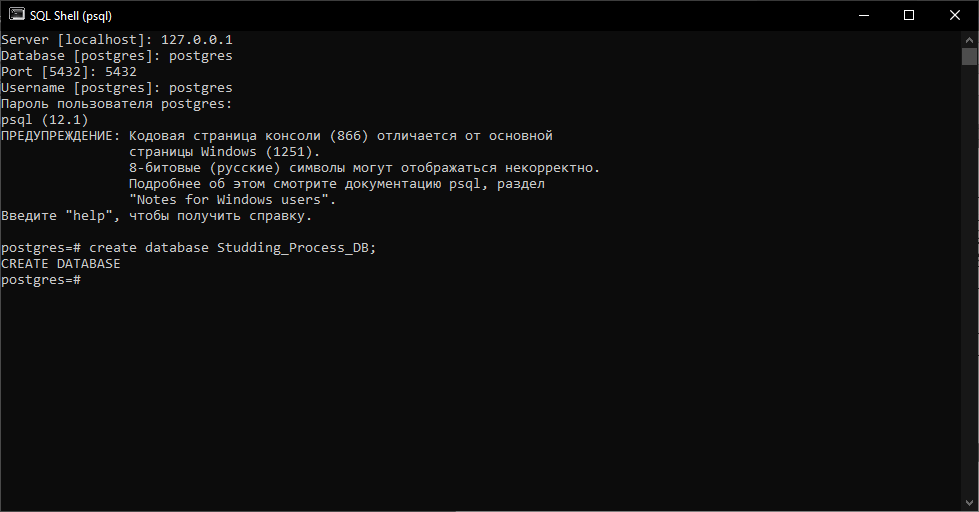 SQL Shell (psql)
Server [localhost]: 127.0.0.1
Database [postgres]: postgres
Port [5432]: 5432
Username [postgres]: postgres
Пароль пользователя postgres:
psql (12.1)
ПРЕДУПРЕЖДЕНИЕ: Кодовая страница консоли (866) отличается от основной
страницы Windows (1251).
8-битовые (русские) символы могут отображаться некорректно.
Подробнее об этом смотрите документацию psql, раздел
"Notes for Windows users".
Введите "help", чтобы получить справку.
postgres=# create database Studding_Process_DB;
CREATE DATABASE
postgres=#